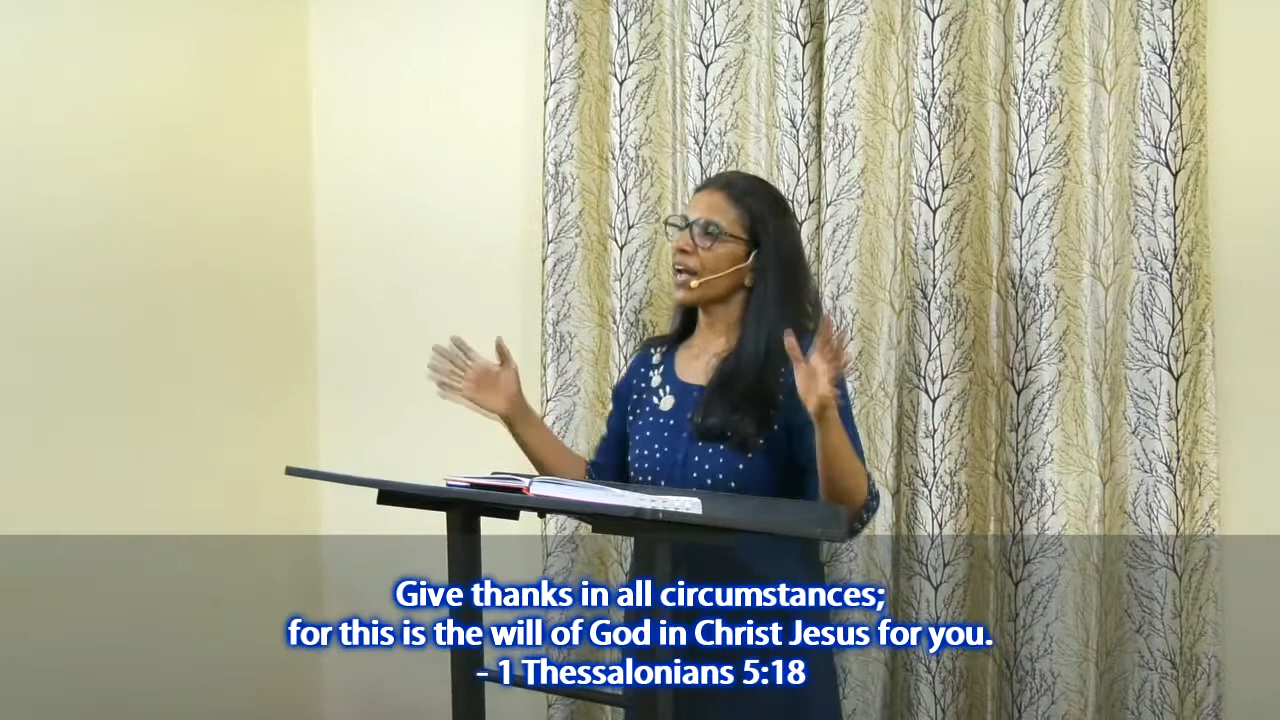 Give thanks in all circumstances;
for this is the will of God in Christ Jesus for you.
- 1 Thessalonians 5:18